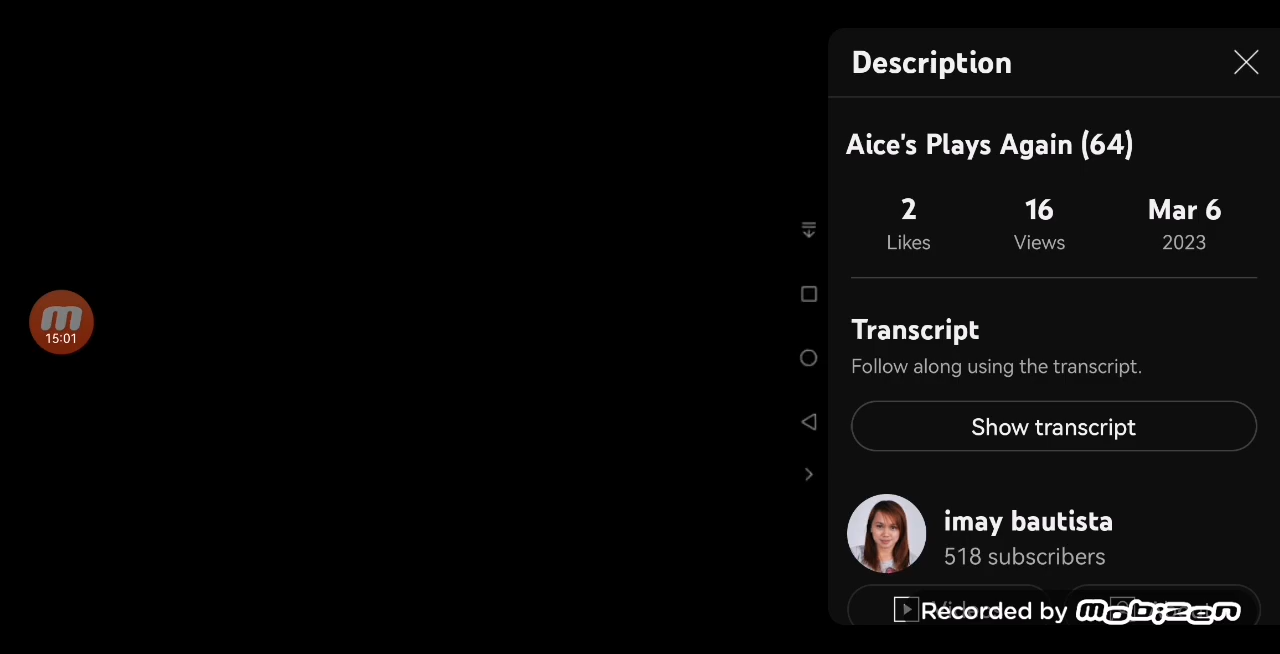 Description
Aice's Plays Again (64)
2 16 Mar 6
Likes Views 2023
Transcript
Follow along using the transcript.
Show transcript
imay bautista
518 subscribers
Recorded by mobizen
m
15:01